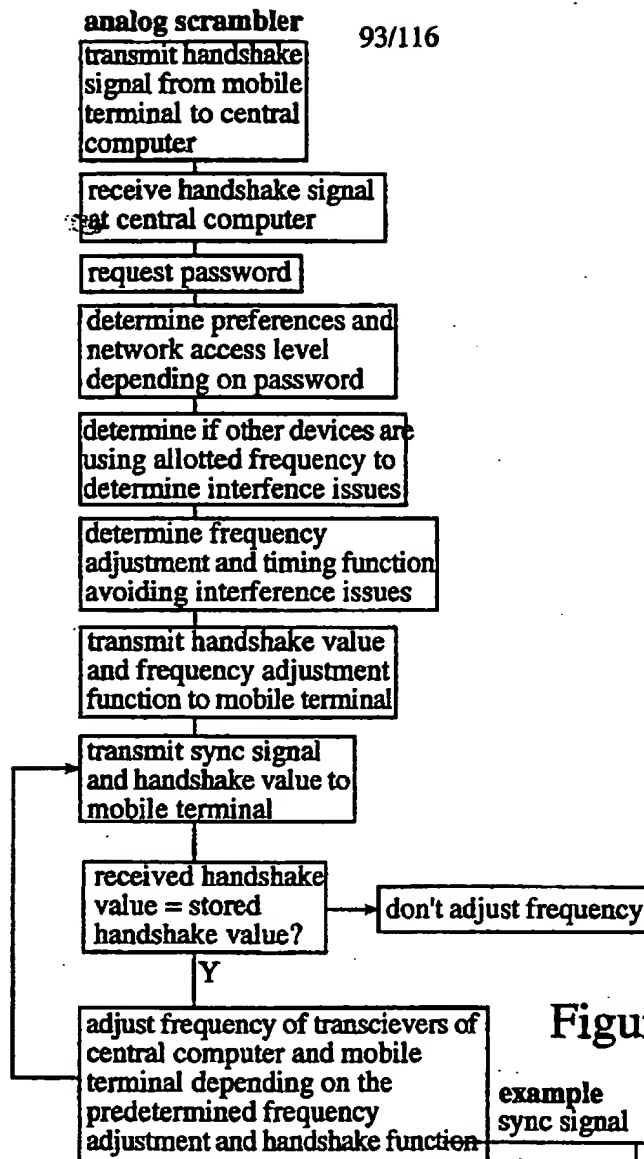 analog scrambler
93/116
transmit handshake
signal from mobile
terminal to central
computer
receive handshake signal
at central computer
request password
determine preferences and
network access level
depending on password
determine if other devices are
using allotted frequency to
determine interfence issues
determine frequency
adjustment and timing function
avoiding interference issues
transmit handshake value
and frequency adjustment
function to mobile terminal
transmit sync signal
and handshake value to
mobile terminal
received handshake
value = stored
handshake value?
don't adjust frequency
Y
adjust frequency of transcievers of
central computer and mobile
terminal depending on the
predetermined frequency
adjustment and handshake function
example
sync signal